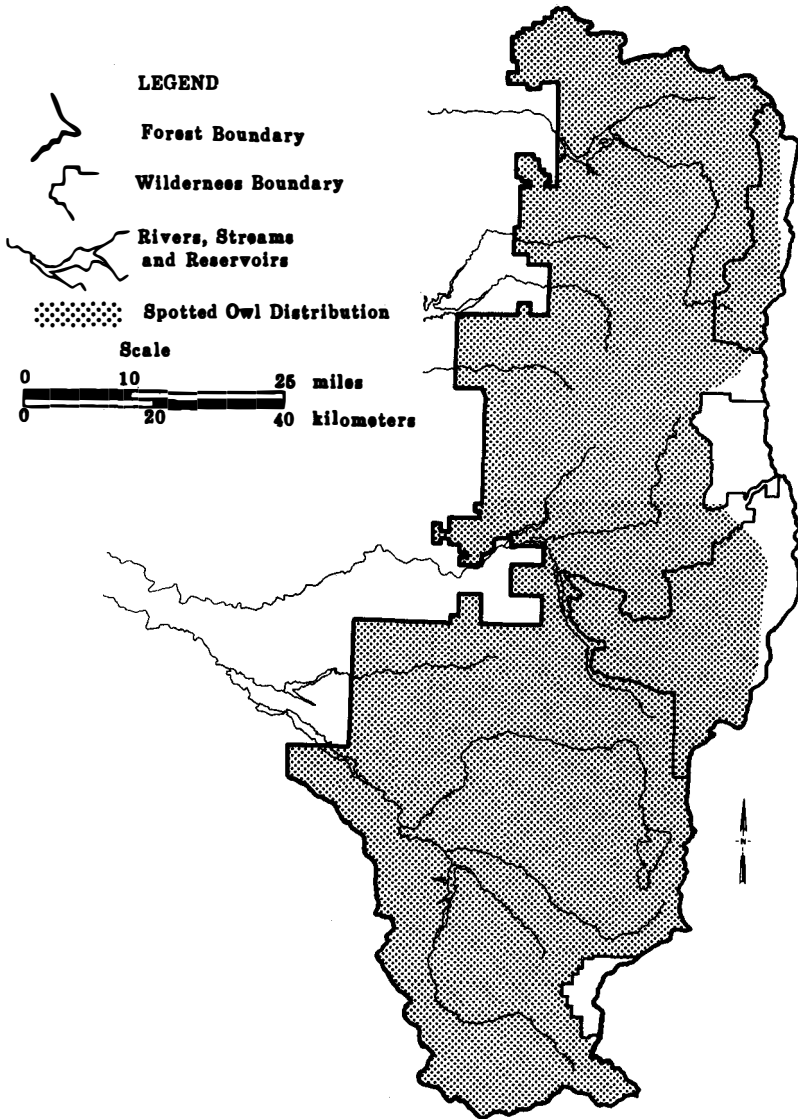 LEGEND
Forest Boundary
Wilderness Boundary
Rivers, Streams
and Reservoirs
Spotted Owl Distribution
Scale
0 10 25 miles
0 20 40 kilometers
N